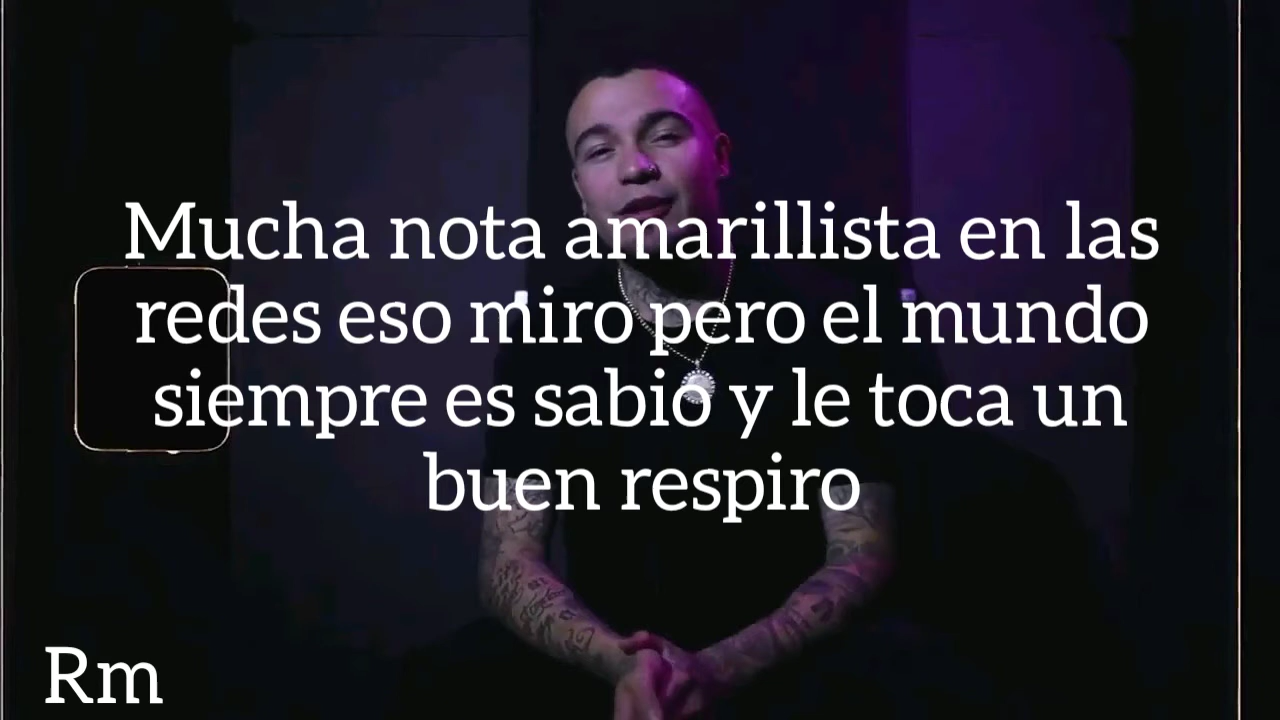 Mucha nota amarillista en las
redes eso miro pero el mundo
siempre es sabio y le toca un
buen respiro
Rm